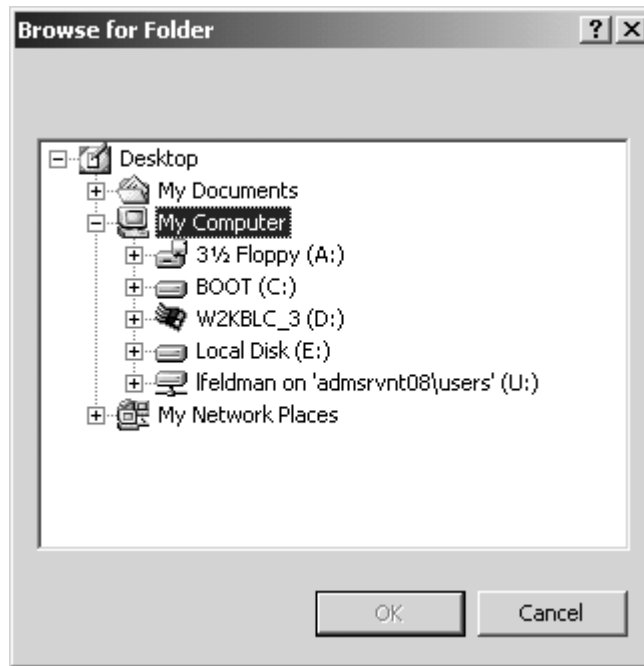 Browse for Folder
Desktop
My Documents
My Computer
3½ Floppy (A:)
BOOT (C:)
W2KBLC_3 (D:)
Local Disk (E:)
lfeldman on 'admsrvnt08\users' (U:)
My Network Places
OK Cancel